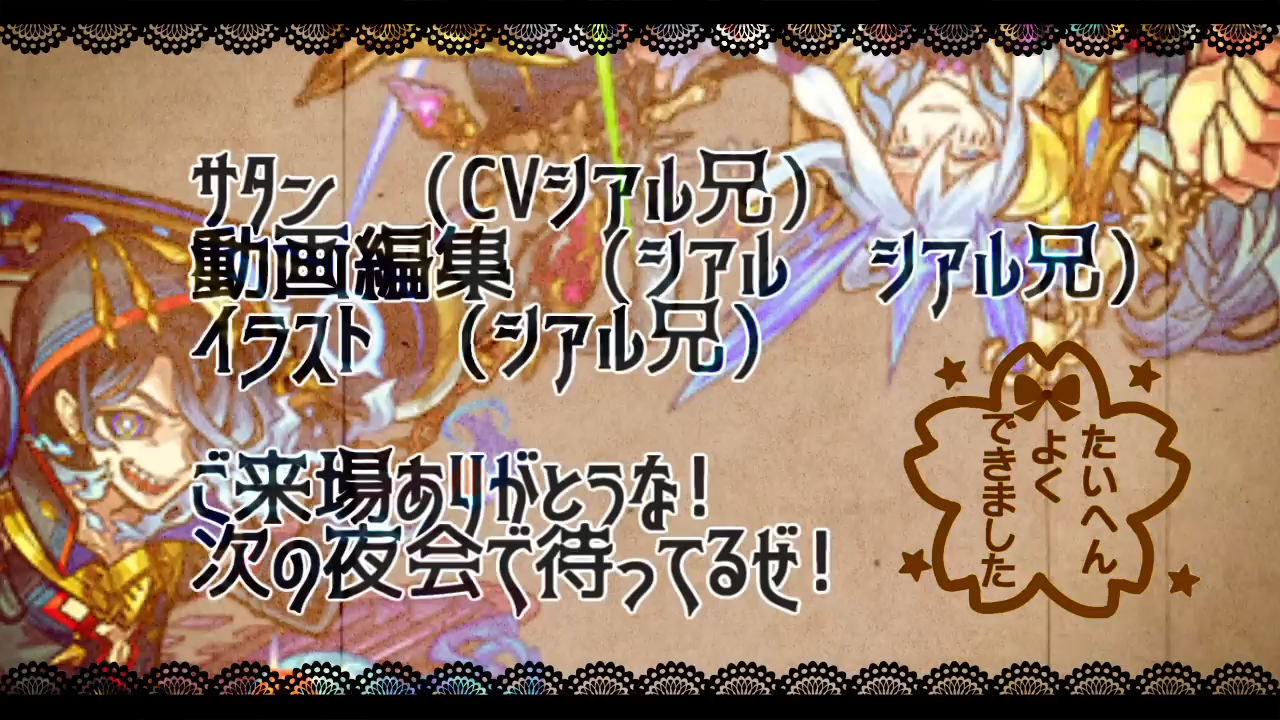 サタン　（CVシアル兄）
動画編集　（シアル　シアル兄）
イラスト　（シアル兄）
ご来場ありがとうな！
次の夜会で待ってるぜ！
たいへん
よく
できました